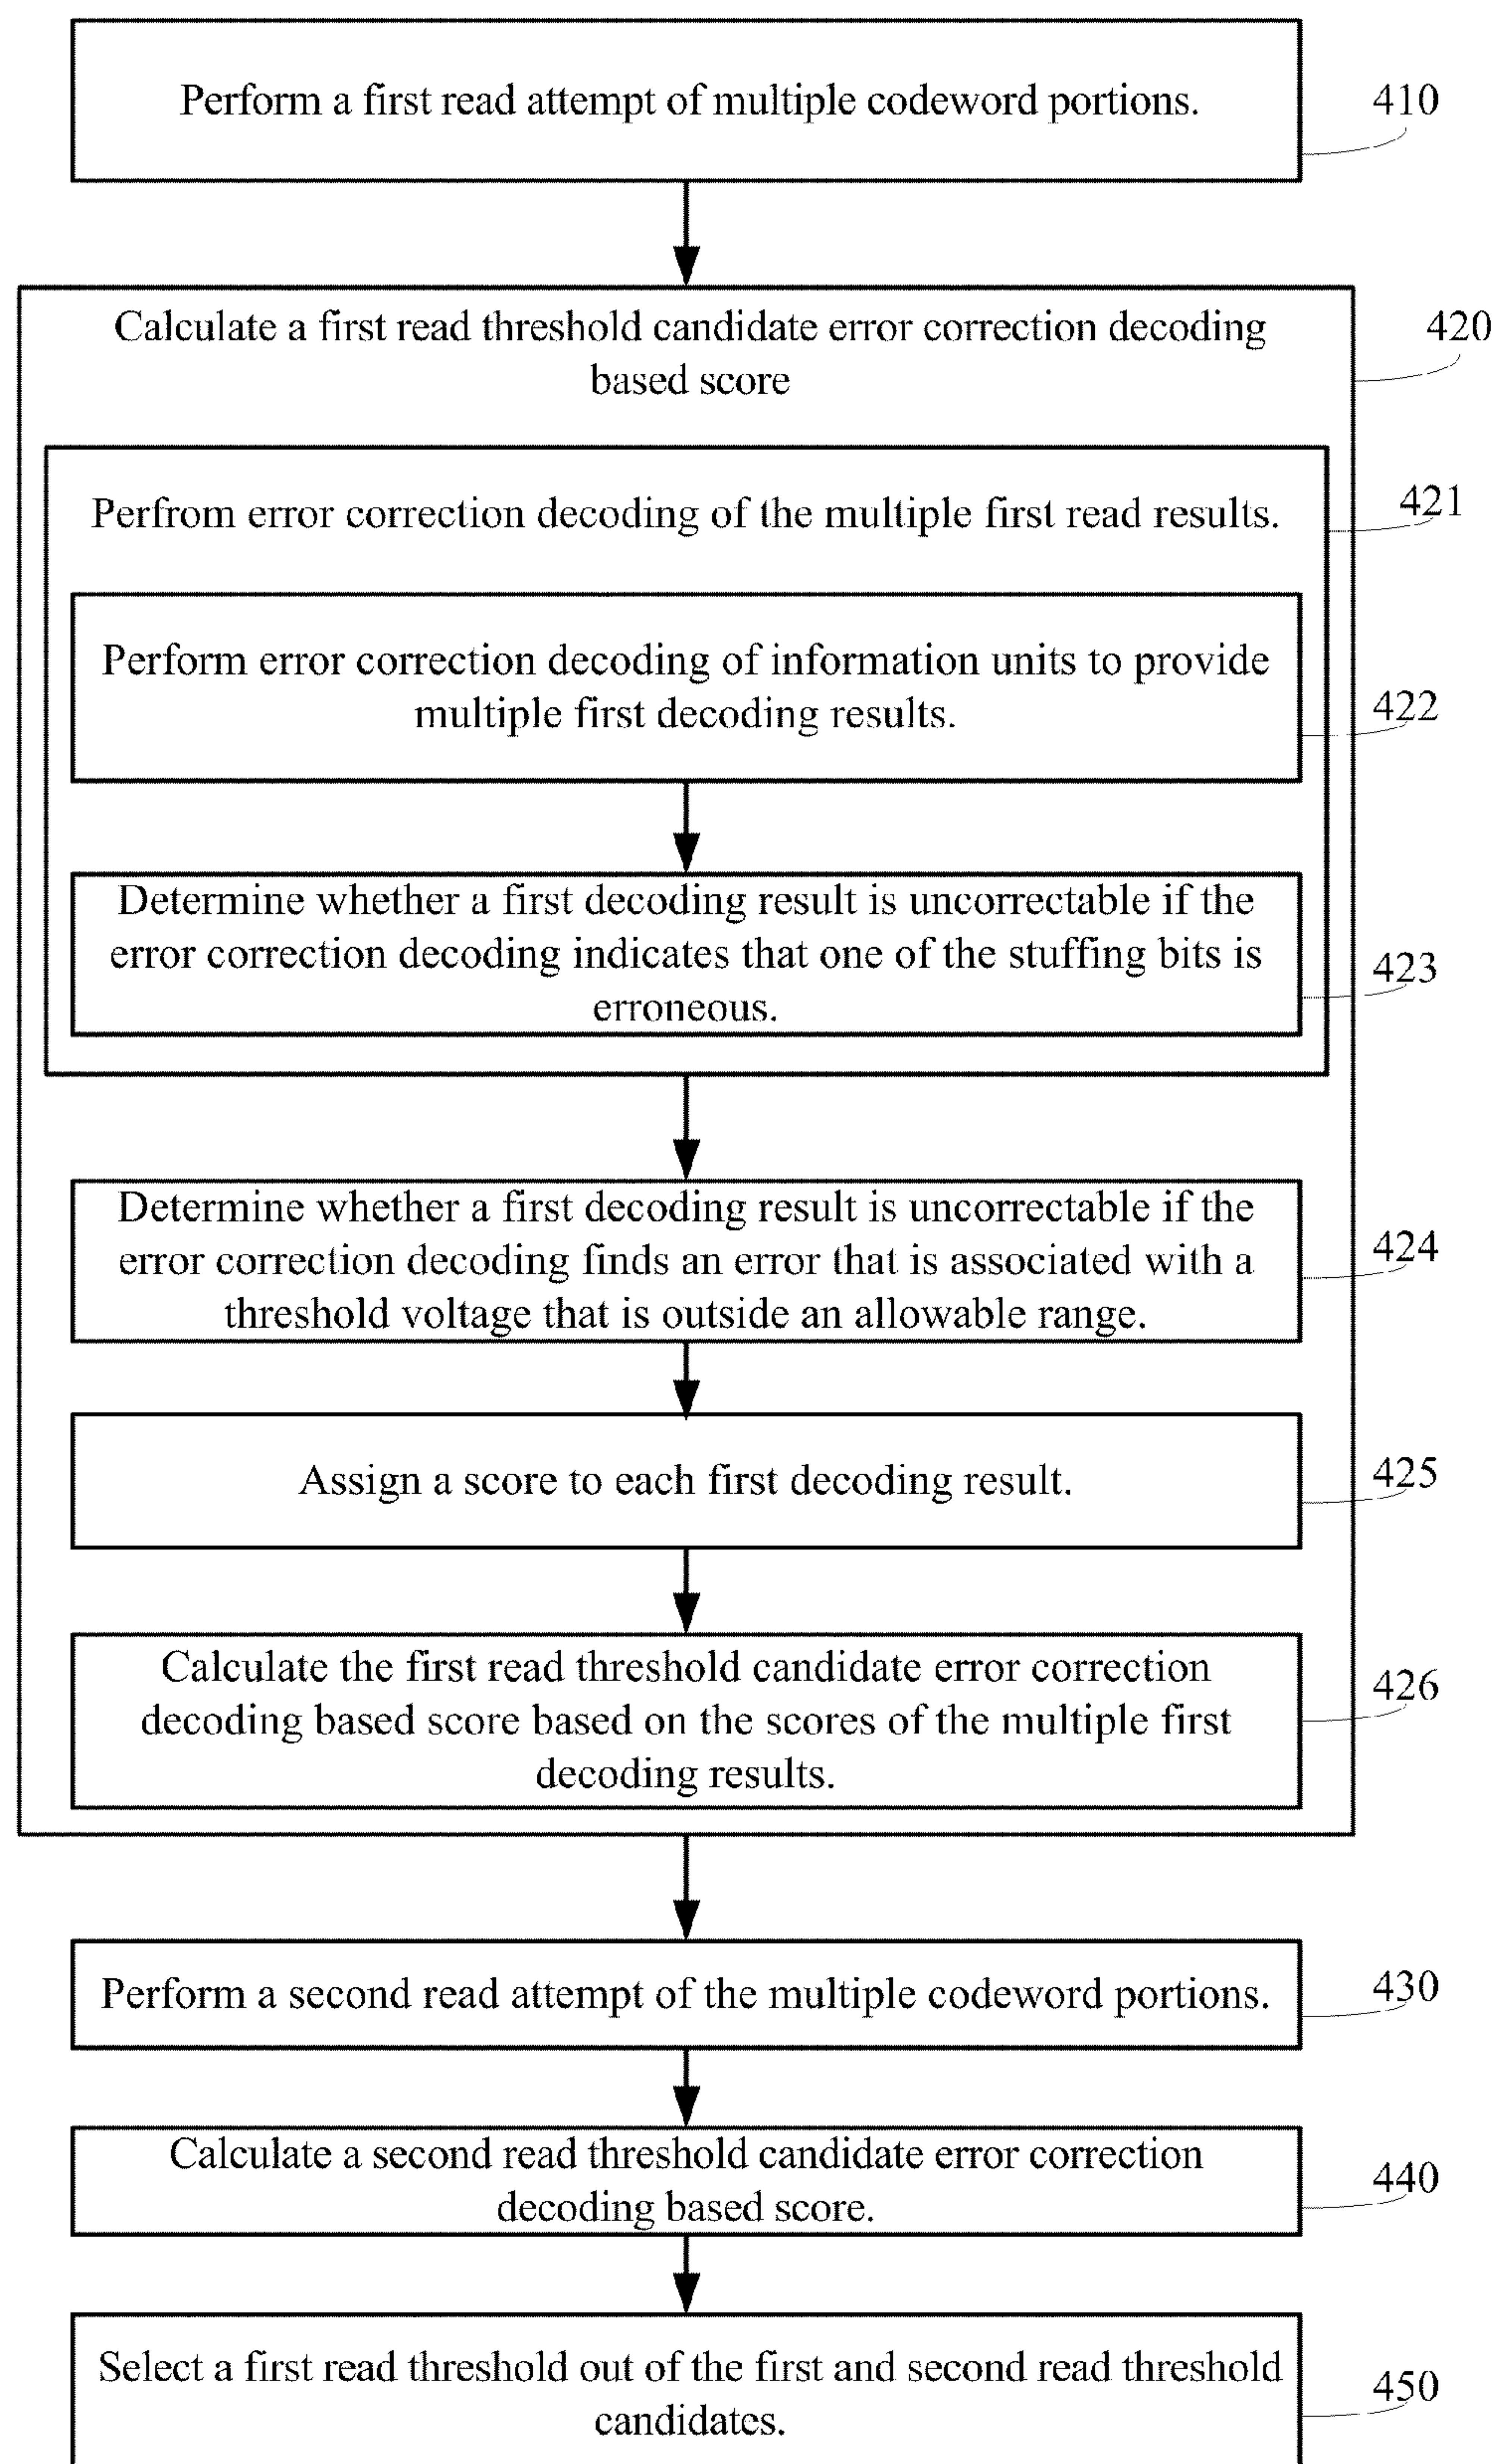 Perform a first read attempt of multiple codeword portions.
410
Calculate a first read threshold candidate error correction decoding
based score
420
Perfrom error correction decoding of the multiple first read results.
421
Perform error correction decoding of information units to provide
multiple first decoding results.
422
Determine whether a first decoding result is uncorrectable if the
error correction decoding indicates that one of the stuffing bits is
erroneous.
423
Determine whether a first decoding result is uncorrectable if the
error correction decoding finds an error that is associated with a
threshold voltage that is outside an allowable range.
424
Assign a score to each first decoding result.
425
Calculate the first read threshold candidate error correction
decoding based score based on the scores of the multiple first
decoding results.
426
Perform a second read attempt of the multiple codeword portions.
430
Calculate a second read threshold candidate error correction
decoding based score.
440
Select a first read threshold out of the first and second read threshold
candidates.
450